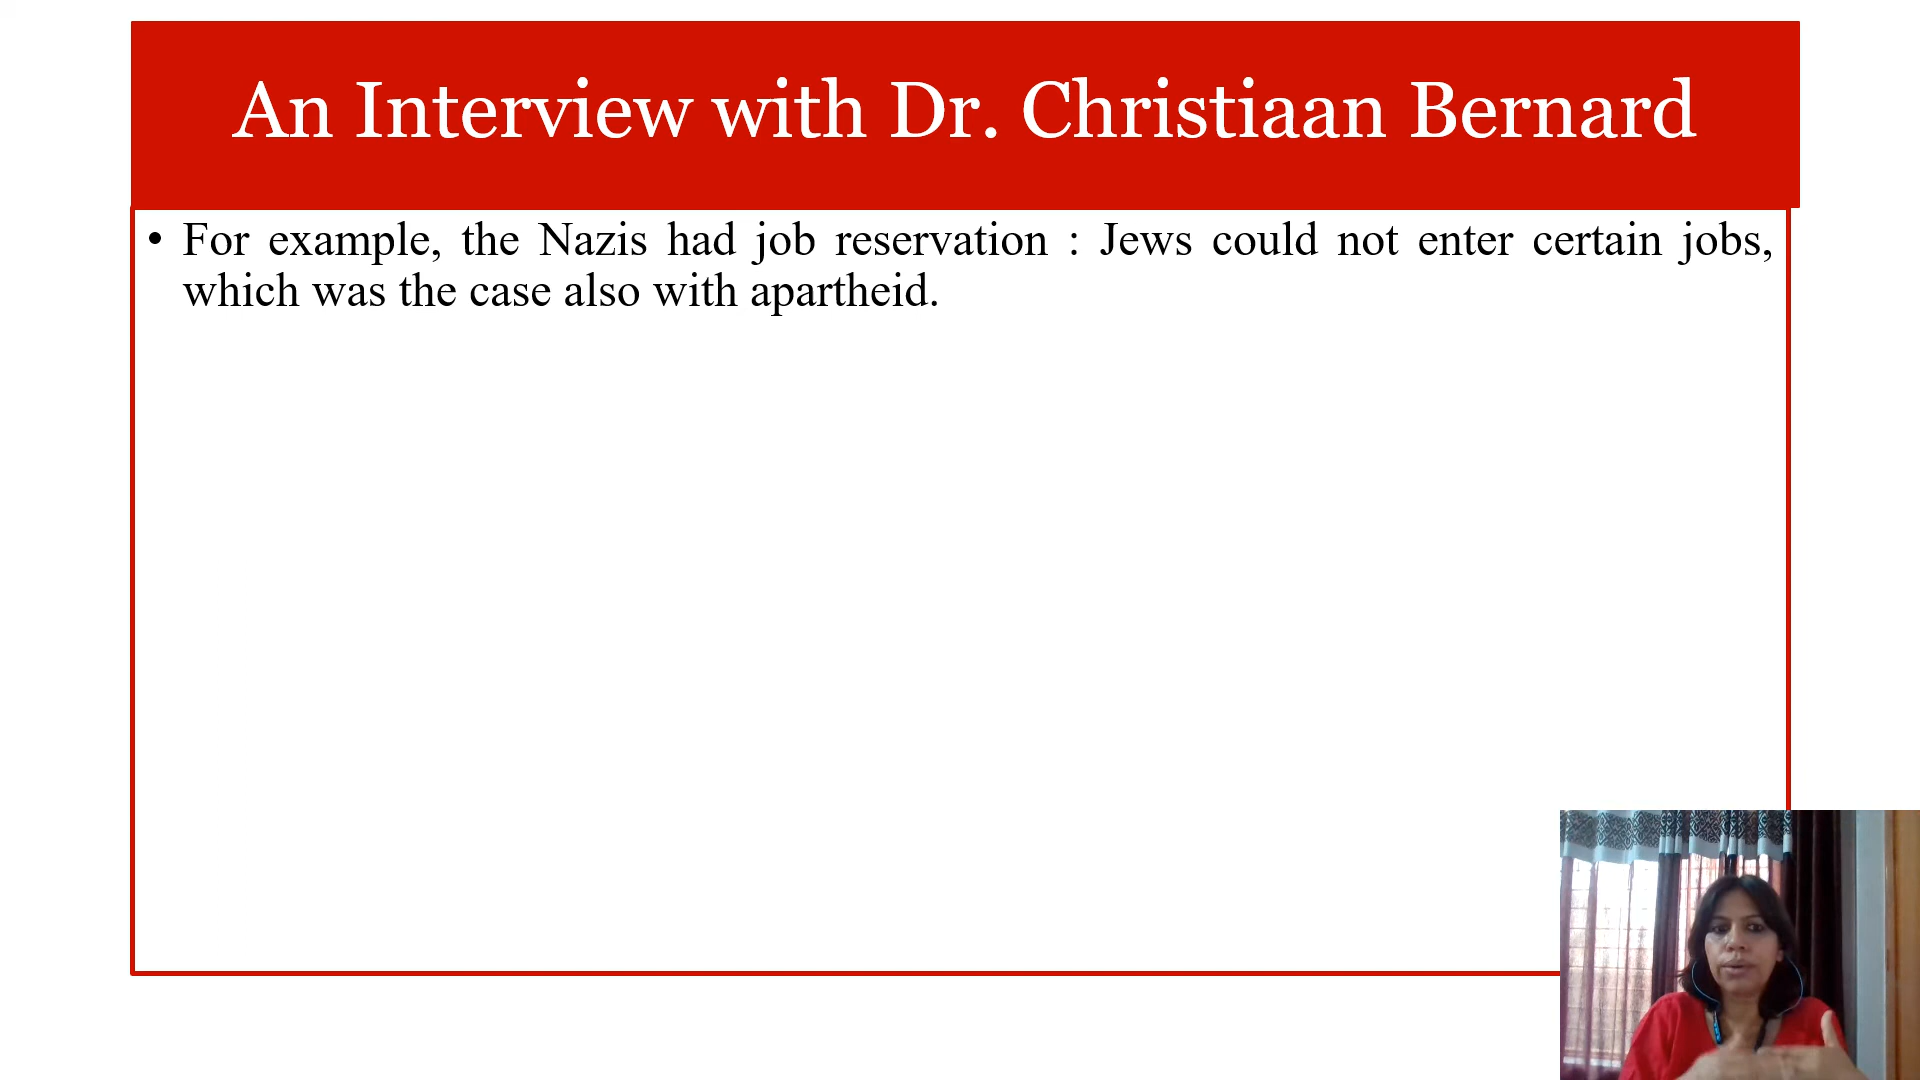 An Interview with Dr. Christiaan Bernard
• For example, the Nazis had job reservation : Jews could not enter certain jobs,
which was the case also with apartheid.